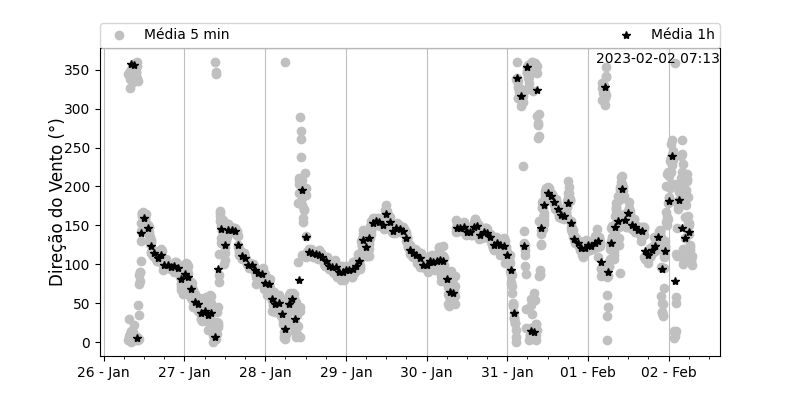 Média 5 min
Média 1h
2023-02-02 07:13
Direção do Vento (°)
350
300
250
200
150
100
50
0
26 - Jan
27 - Jan
28 - Jan
29 - Jan
30 - Jan
31 - Jan
01 - Feb
02 - Feb